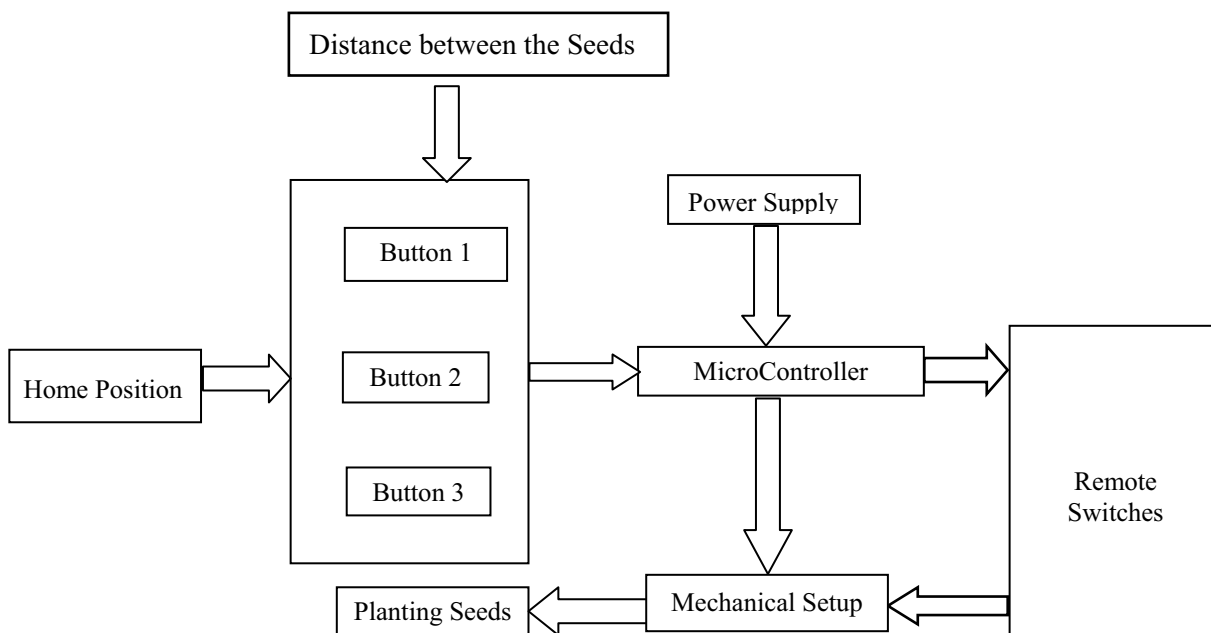 Distance between the Seeds
Power Supply
Button 1
Home Position
Button 2
MicroController
Button 3
Remote
Switches
Planting Seeds
Mechanical Setup